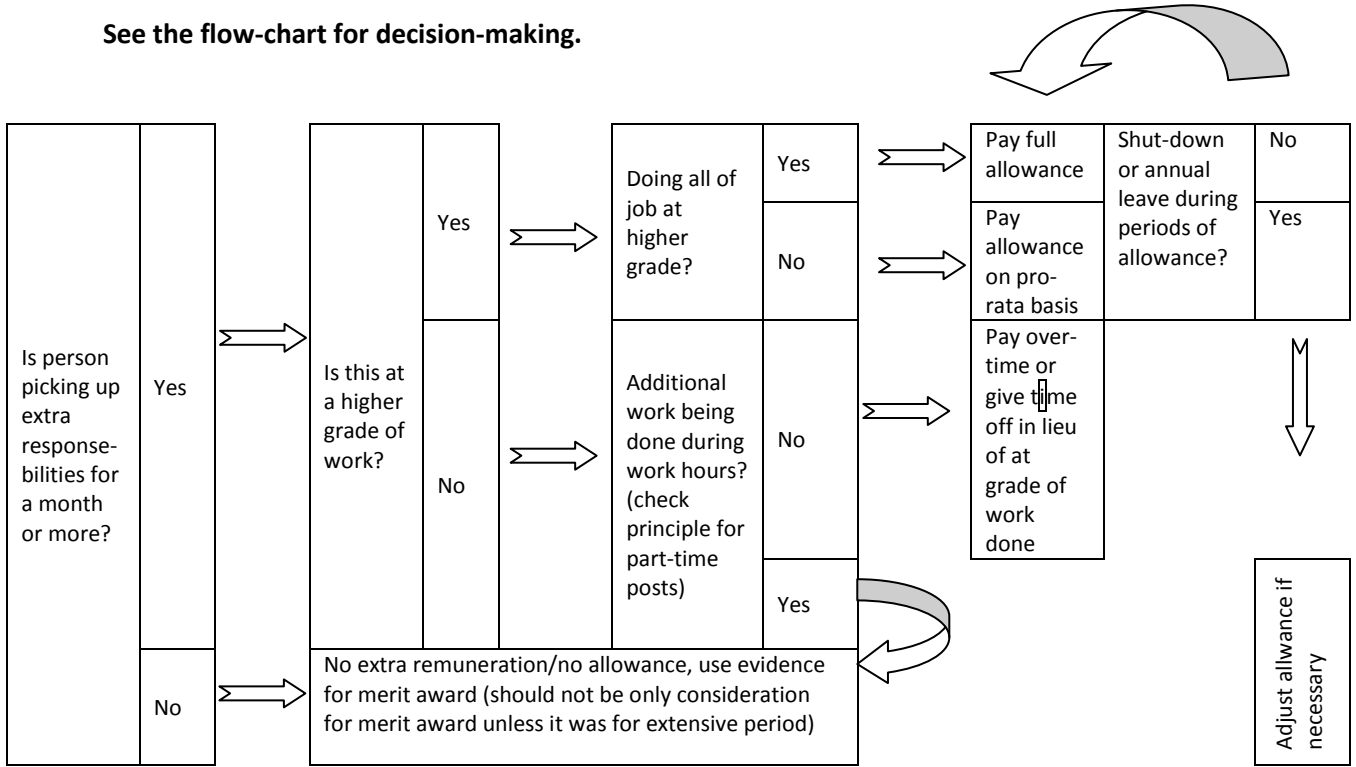 See the flow-chart for decision-making.
Is person
picking up
extra
response-
bilities for
a month
or more?
Yes
No
Is this at
a higher
grade of
work?
Yes
No
Doing all of
job at
higher
grade?
Yes
No
Additional
work being
done during
work hours?
(check
principle for
part-time
posts)
No
Yes
No extra remuneration/no allowance, use evidence
for merit award (should not be only consideration
for merit award unless it was for extensive period)
Pay full
allowance
Pay
allowance
on pro-
rata basis
Pay over-
time or
give time
off in lieu
of at
grade of
work
done
Shut-down
or annual
leave during
periods of
allowance?
No
Yes
Adjust allwance if
necessary